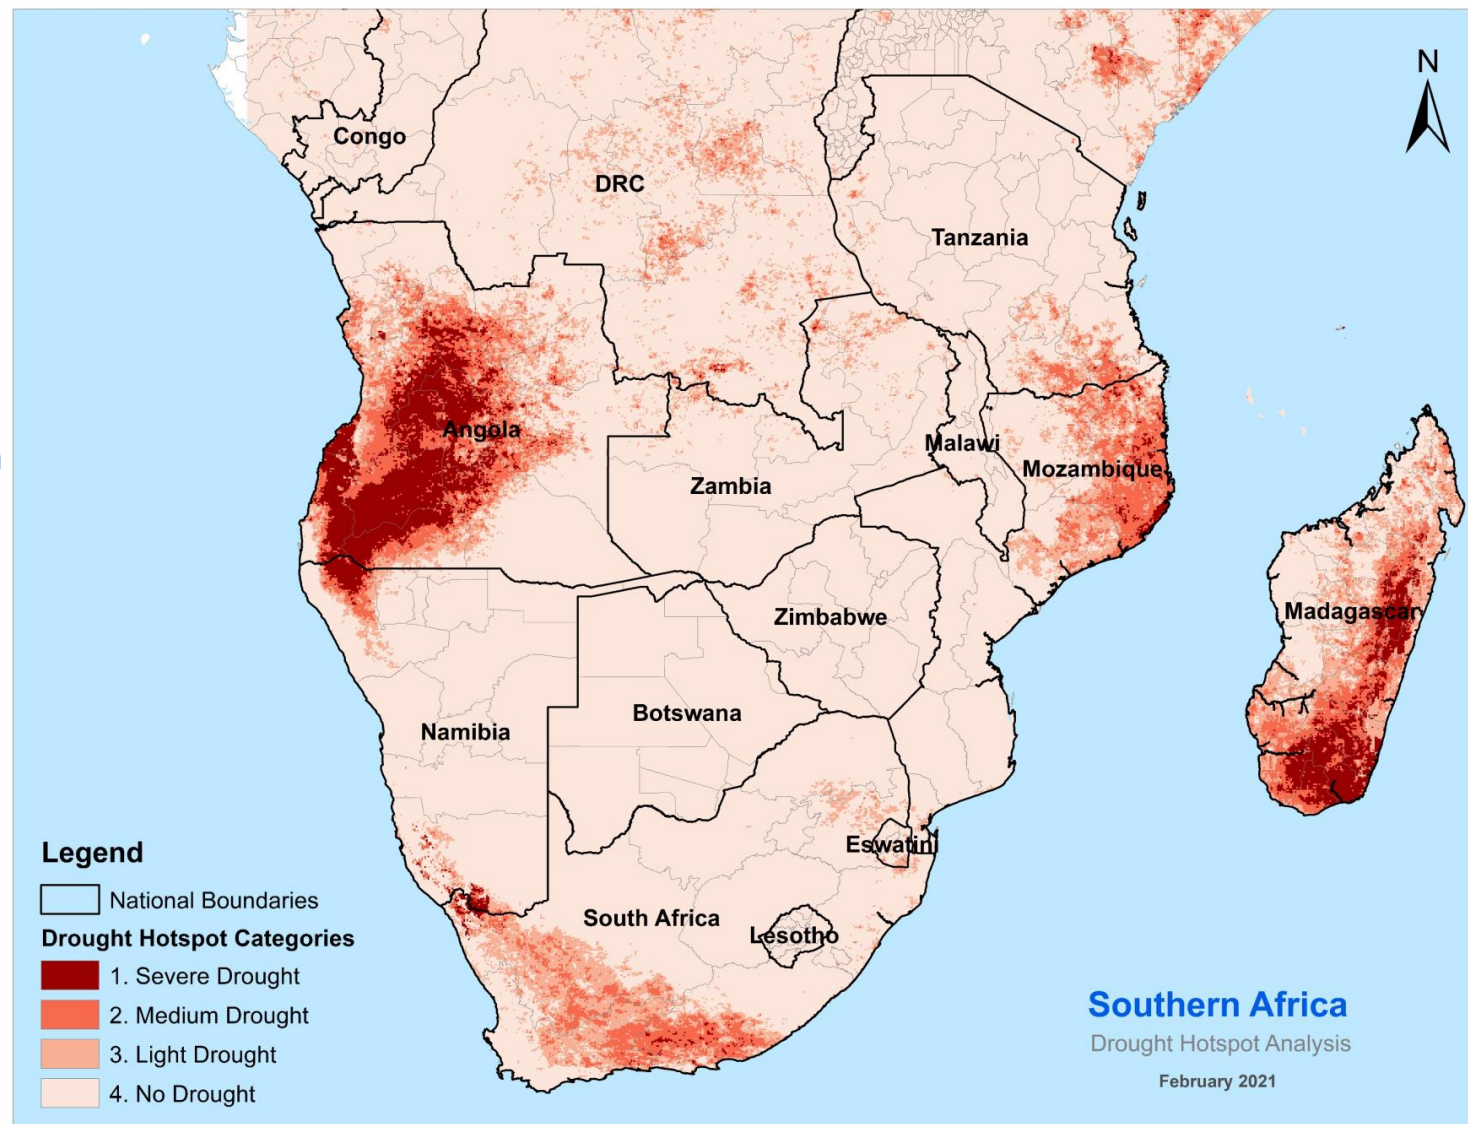 N
Congo
DRC
Tanzania
Angola
Malawi
Mozambique
Zambia
Zimbabwe
Madagascar
Botswana
Namibia
Eswatini
South Africa
Lesotho
Legend
National Boundaries
Drought Hotspot Categories
1. Severe Drought
2. Medium Drought
3. Light Drought
4. No Drought
Southern Africa
Drought Hotspot Analysis
February 2021